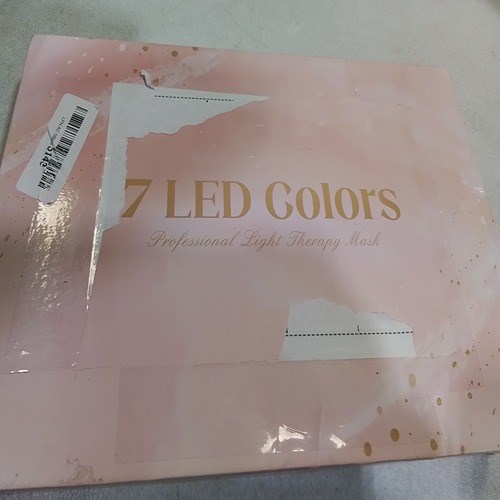 7 LED Colors
Professional Light Therapy Mask